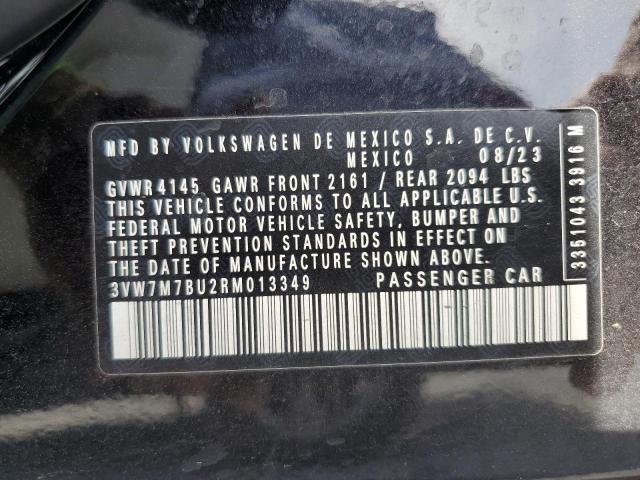 MFD BY VOLKSWAGEN DE MEXICO S.A. DE C.V.
MEXICO 08/23
GVWR 4145 GAWR FRONT 2161 / REAR 2094 LBS
THIS VEHICLE CONFORMS TO ALL APPLICABLE U.S.
FEDERAL MOTOR VEHICLE SAFETY, BUMPER AND
THEFT PREVENTION STANDARDS IN EFFECT ON
THE DATE OF MANUFACTURE SHOWN ABOVE.
3VW7M7BU2RM013349 PASSENGER CAR
3351043 3916 M